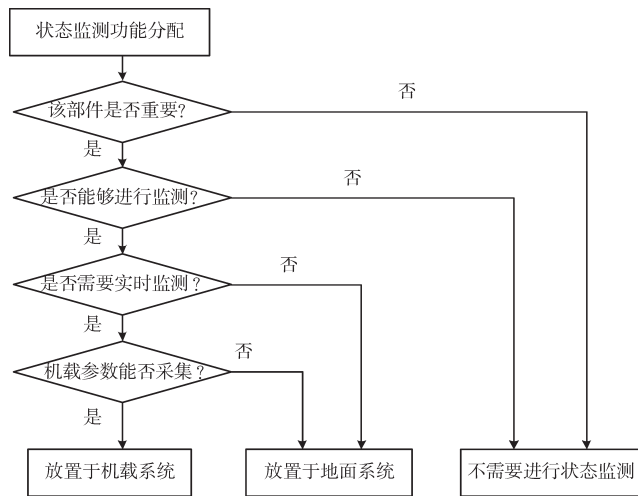 状态监测功能分配
该部件是否重要?
否
是
是否能够进行监测?
否
是
是否需要实时监测?
否
是
机载参数能否采集?
否
是
放置于机载系统
放置于地面系统
不需要进行状态监测